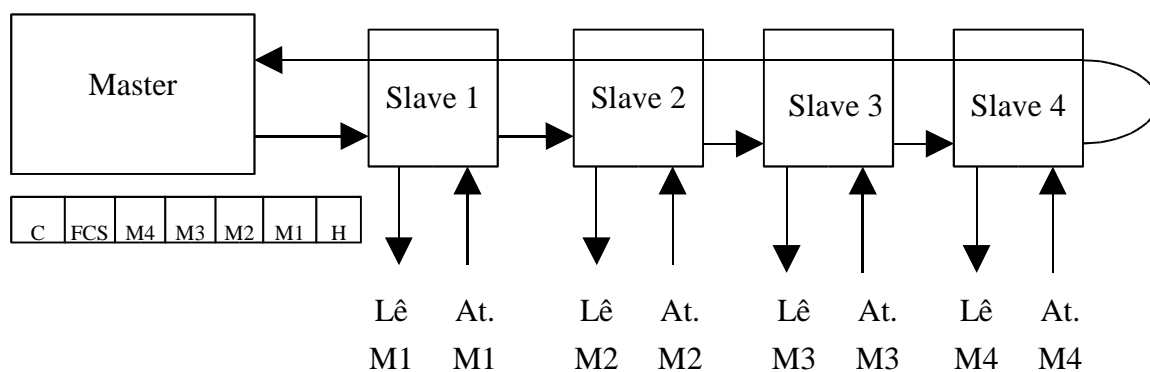 Master
Slave 1
Slave 2
Slave 3
Slave 4
C FCS M4 M3 M2 M1 H
Lê At. Lê At. Lê At. Lê At.
M1 M1 M2 M2 M3 M3 M4 M4